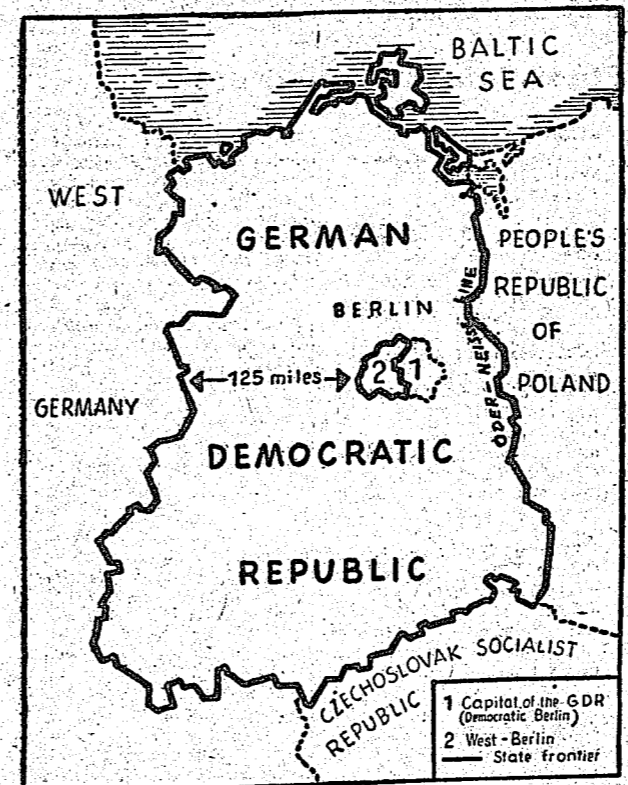 BALTIC
SEA
WEST
GERMANY
GERMAN
DEMOCRATIC
REPUBLIC
BERLIN
2 1
125 miles
ODER-NEISSE LINE
PEOPLE'S
REPUBLIC
OF
POLAND
CZECHOSLOVAK SOCIALIST
REPUBLIC
1 Capital of the GDR
(Democratic Berlin)
2 West-Berlin
State frontier